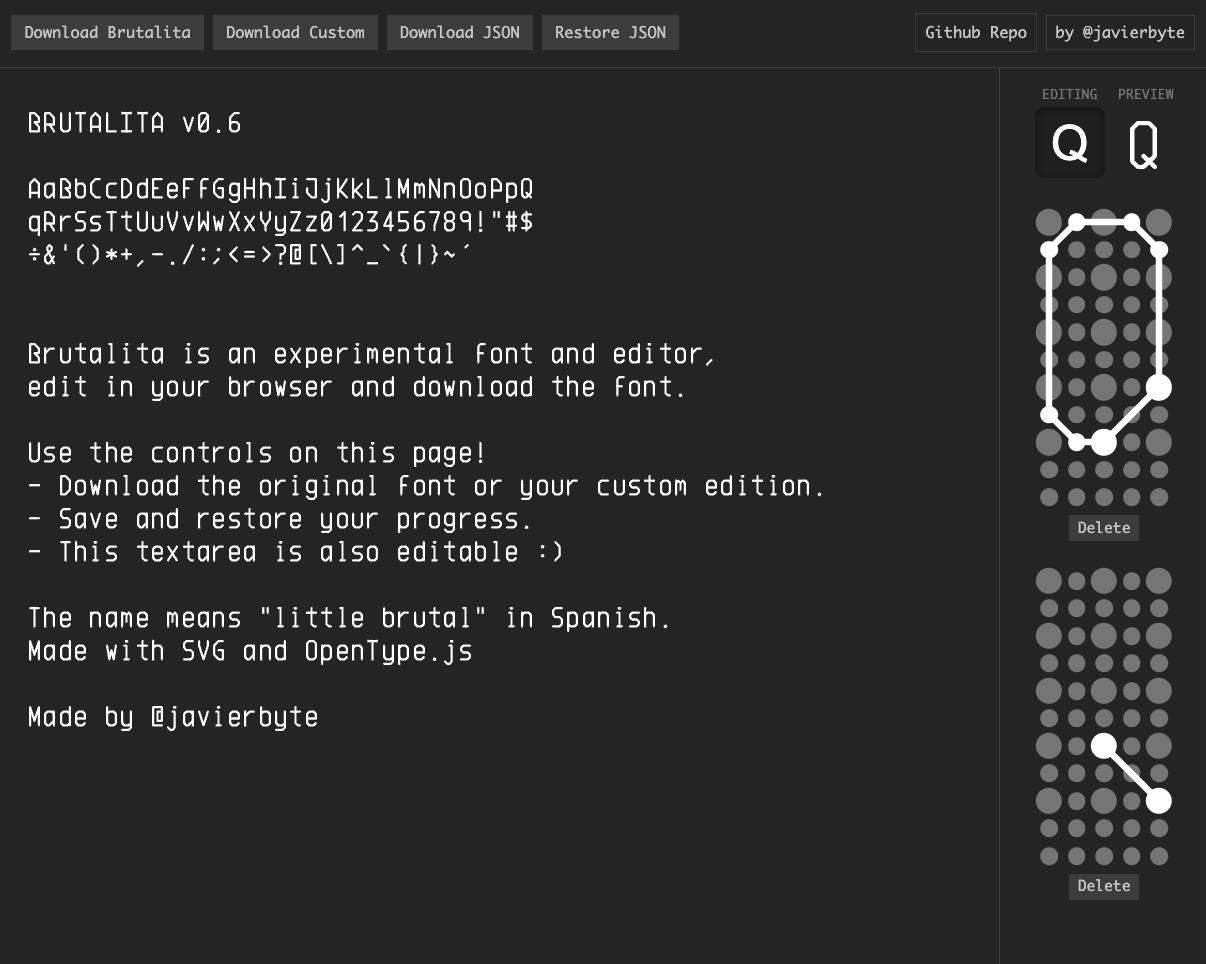 Download Brutalita Download Custom Download JSON Restore JSON Github Repo by @javierbyte
EDITING PREVIEW
Q Q
BRUTALITA v0.6
AaBbCcDdEeFfGgHhIiJjKkLlMmNnOoPpQ
qRrSsTtUuVvWwXxYyZz0123456789!"#$
÷&'()*+,-./:;<=>?@[\]^_`{|}~´
Brutalita is an experimental font and editor,
edit in your browser and download the font.
Use the controls on this page!
- Download the original font or your custom edition.
- Save and restore your progress.
- This textarea is also editable :)
The name means "little brutal" in Spanish.
Made with SVG and OpenType.js
Made by @javierbyte
Delete
Delete